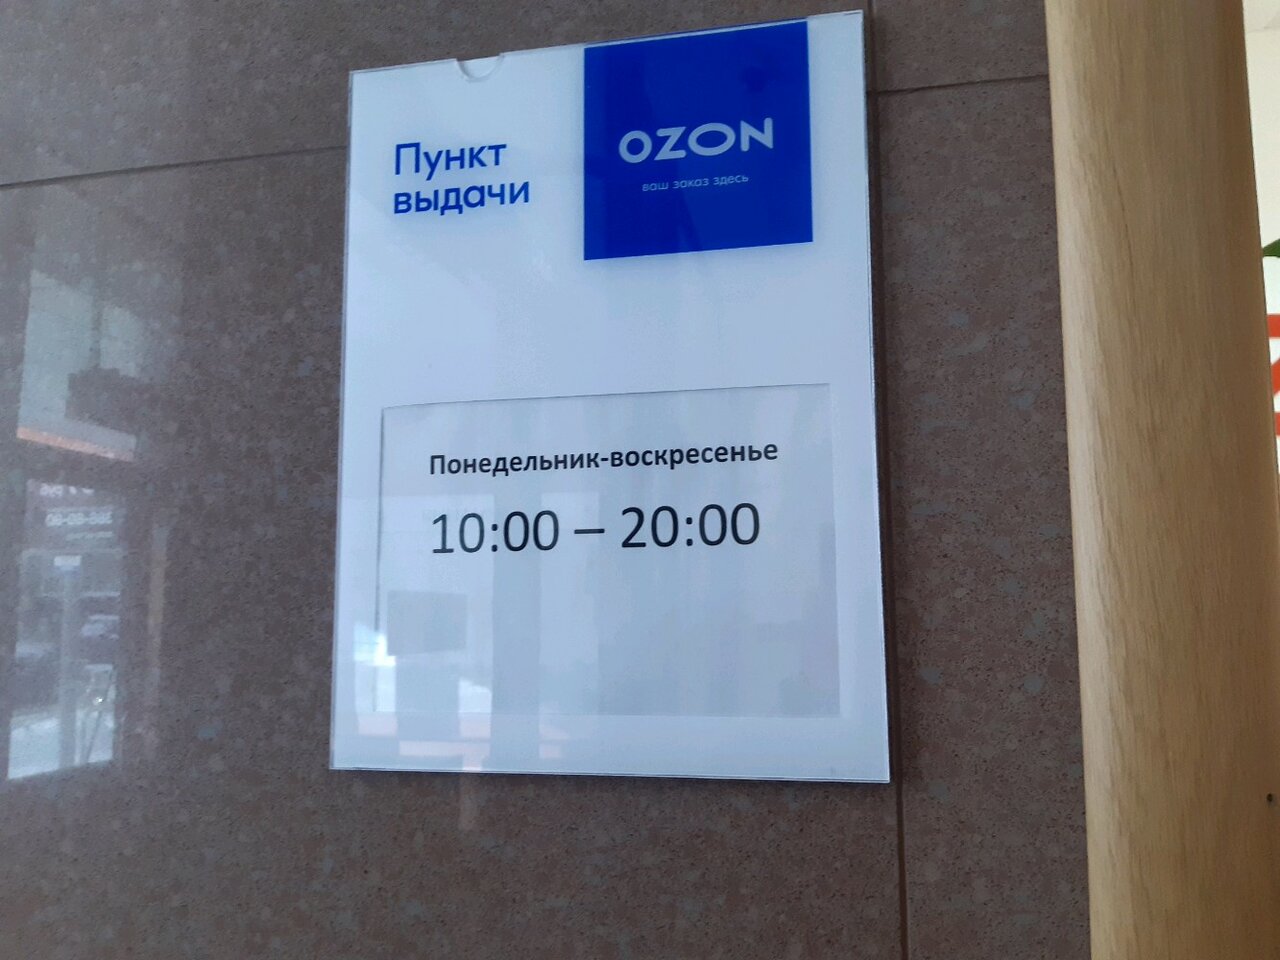 Пункт
выдачи
OZON
ваш заказ здесь
Понедельник-воскресенье
10:00 – 20:00